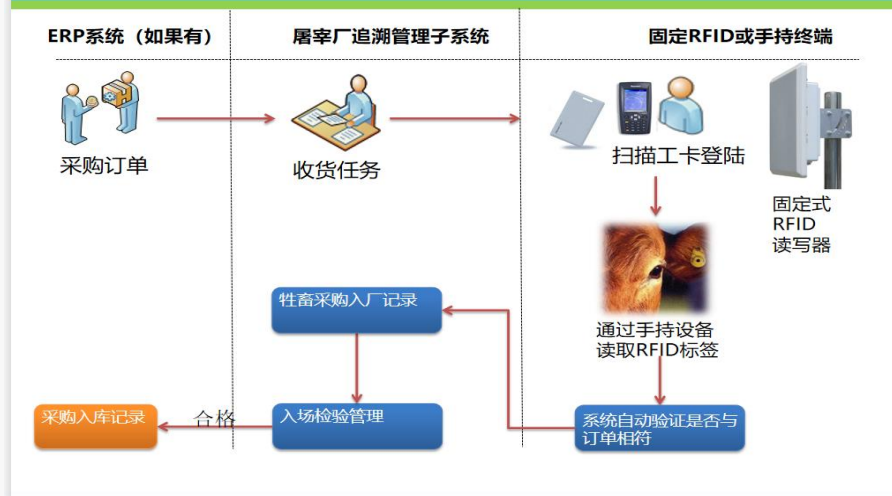 ERP系统（如果有）
屠宰厂追溯管理子系统
固定RFID或手持终端
采购订单
收货任务
扫描工卡登陆
固定式
RFID
读写器
通过手持设备
读取RFID标签
牲畜采购入厂记录
采购入库记录
合格
入场检验管理
系统自动验证是否与
订单相符